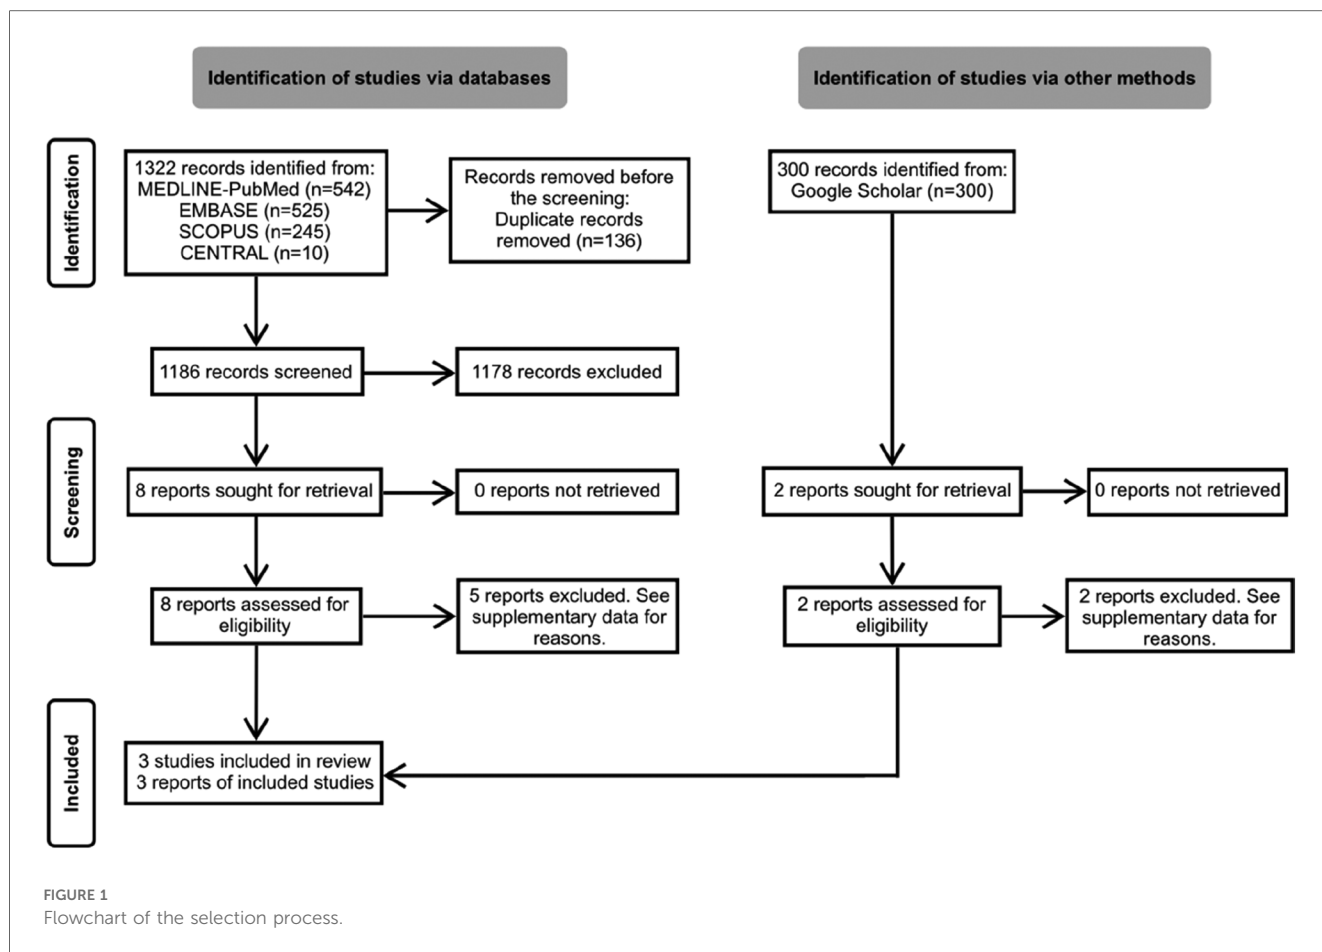 Identification of studies via databases
Identification of studies via other methods
Identification
1322 records identified from:
MEDLINE-PubMed (n=542)
EMBASE (n=525)
SCOPUS (n=245)
CENTRAL (n=10)
Records removed before
the screening:
Duplicate records
removed (n=136)
300 records identified from:
Google Scholar (n=300)
1186 records screened
1178 records excluded
Screening
8 reports sought for retrieval
0 reports not retrieved
2 reports sought for retrieval
0 reports not retrieved
8 reports assessed for
eligibility
5 reports excluded. See
supplementary data for
reasons.
2 reports assessed for
eligibility
2 reports excluded. See
supplementary data for
reasons.
Included
3 studies included in review
3 reports of included studies
FIGURE 1
Flowchart of the selection process.